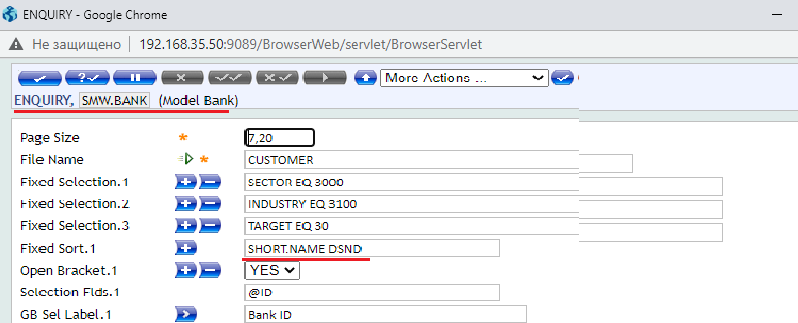 ENQUIRY - Google Chrome
Не защищено 192.168.35.50:9089/BrowserWeb/servlet/BrowserServlet
More Actions ...
ENQUIRY, SMW.BANK (Model Bank)
Page Size * 7,20
File Name * CUSTOMER
Fixed Selection.1 SECTOR EQ 3000
Fixed Selection.2 INDUSTRY EQ 3100
Fixed Selection.3 TARGET EQ 30
Fixed Sort.1 SHORT.NAME DSND
Open Bracket.1 YES
Selection Flds.1 @ID
GB Sel Label.1 Bank ID